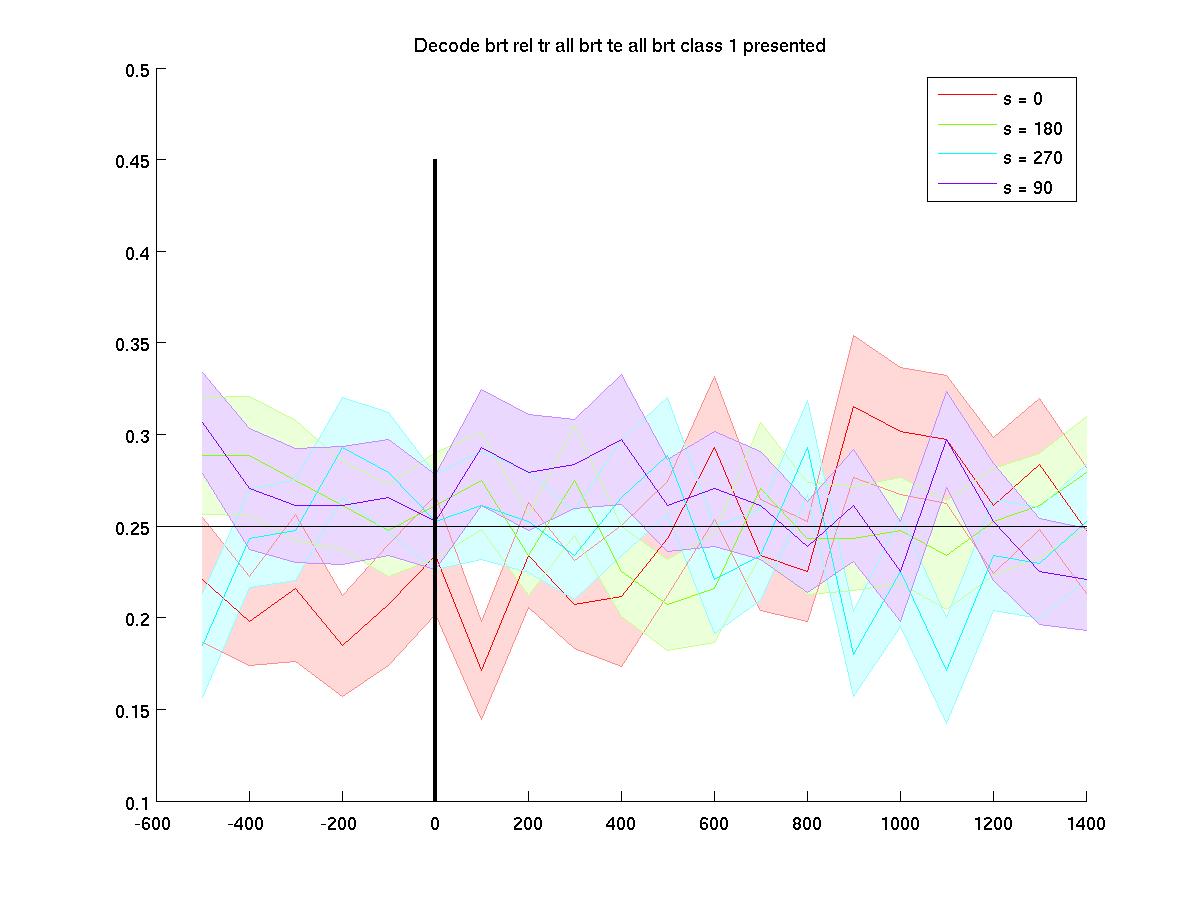 Decode brt rel tr all brt te all brt class 1 presented
0.5
s = 0
s = 180
s = 270
s = 90
0.45
0.4
0.35
0.3
0.25
0.2
0.15
0.1
-600 -400 -200 0 200 400 600 800 1000 1200 1400